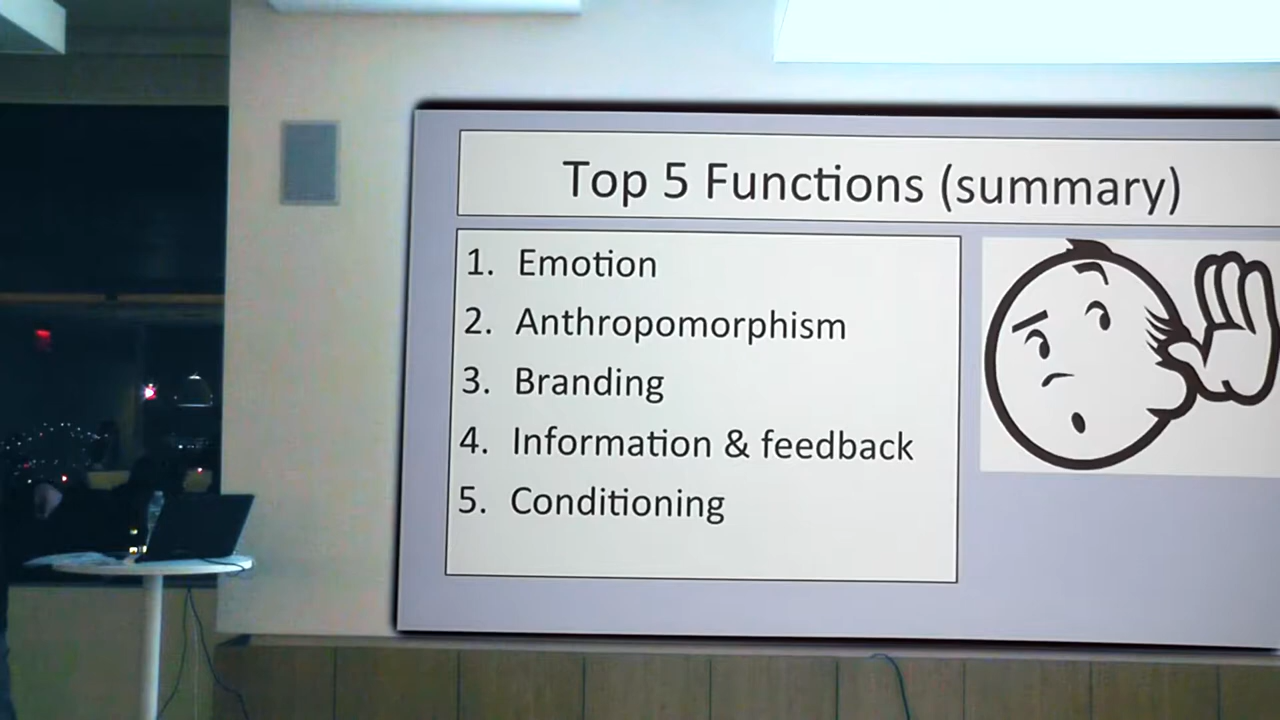 Top 5 Functions (summary)
1. Emotion
2. Anthropomorphism
3. Branding
4. Information & feedback
5. Conditioning